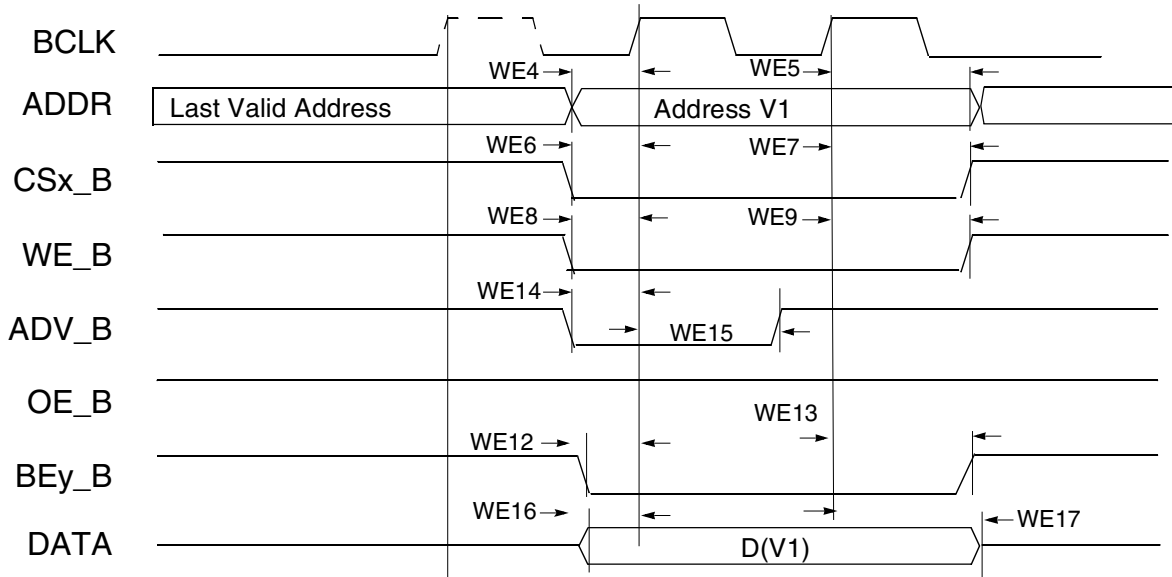 BCLK
WE4 WE5
ADDR Last Valid Address Address V1
WE6 WE7
CSx_B
WE8 WE9
WE_B
WE14
ADV_B WE15
OE_B
WE13
WE12
BEy_B
WE16 WE17
DATA D(V1)